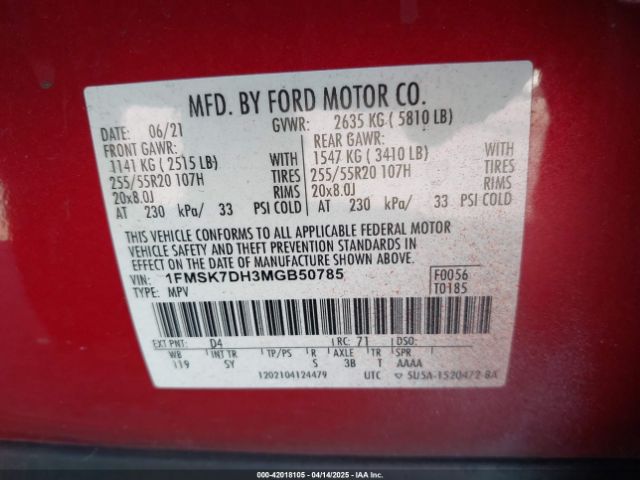 MFD. BY FORD MOTOR CO.
DATE: 06/21 GVWR: 2635 KG ( 5810 LB)
FRONT GAWR: REAR GAWR:
1141 KG ( 2515 LB) WITH 1547 KG ( 3410 LB) WITH
255/55R20 107H TIRES 255/55R20 107H TIRES
20x8.0J RIMS 20x8.0J RIMS
AT 230 kPa/ 33 PSI COLD AT 230 kPa/ 33 PSI COLD
THIS VEHICLE CONFORMS TO ALL APPLICABLE FEDERAL MOTOR
VEHICLE SAFETY AND THEFT PREVENTION STANDARDS IN
EFFECT ON THE DATE OF MANUFACTURE SHOWN ABOVE.
VIN: 1FMSK7DH3MGB50785 F0056
TYPE: MPV T0185
EXT PNT: D4 RC: 71 DSO:
WB INT TR TP/PS R AXLE TR SPR
119 SY S 3B T AAAA
1202104124479 UTC
000-42018105 - 04/14/2025 - IAAI.com